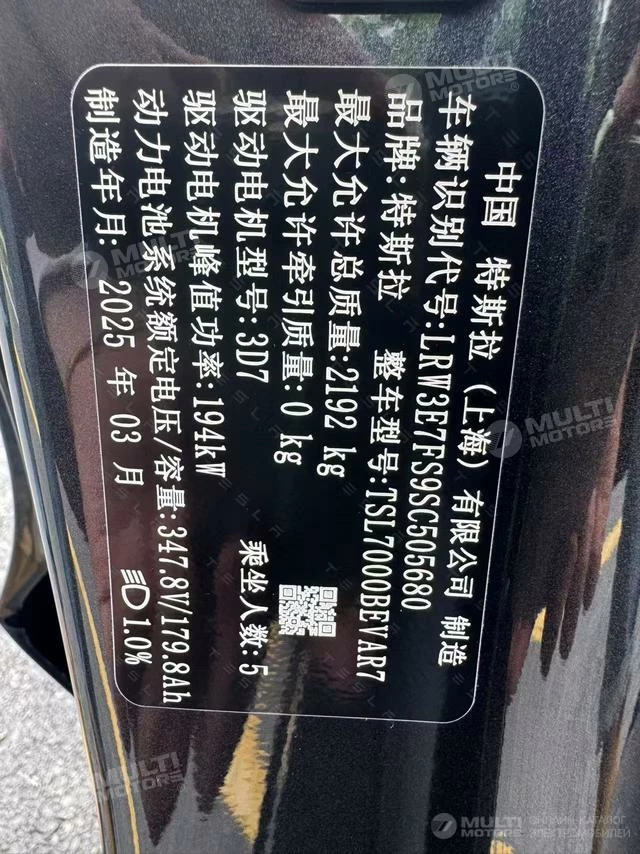 中国 特斯拉（上海）有限公司 制造
车辆识别代号:LRW3E7FS9SC505680
品牌:特斯拉 整车型号:TSL7000BEVAR7
最大允许总质量:2192 kg
最大允许牵引质量:0 kg
驱动电机型号:3D7 乘坐人数:5
驱动电机峰值功率:194kW
动力电池系统额定电压/容量:347.8V/179.8Ah
制造年月: 2025 年 03 月 1.0%
MULTI MOTORS
MULTI MOTORS
MULTI MOTORS
MULTI MOTORS
MULTI MOTORS ОНЛАЙН-КАТАЛОГ ЭЛЕКТРОМОБИЛЕЙ